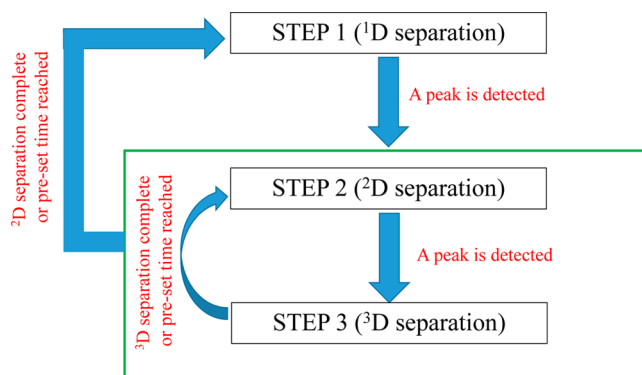 STEP 1 (¹D separation)
A peak is detected
²D separation complete
or pre-set time reached
STEP 2 (²D separation)
A peak is detected
³D separation complete
or pre-set time reached
STEP 3 (³D separation)